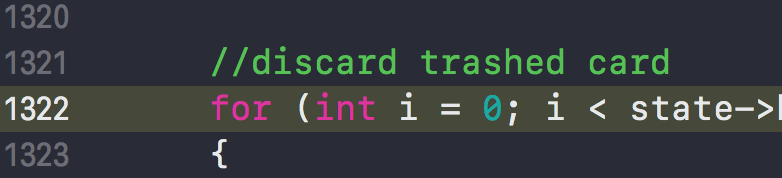 1320
1321 //discard trashed card
1322 for (int i = 0; i < state->
1323 {